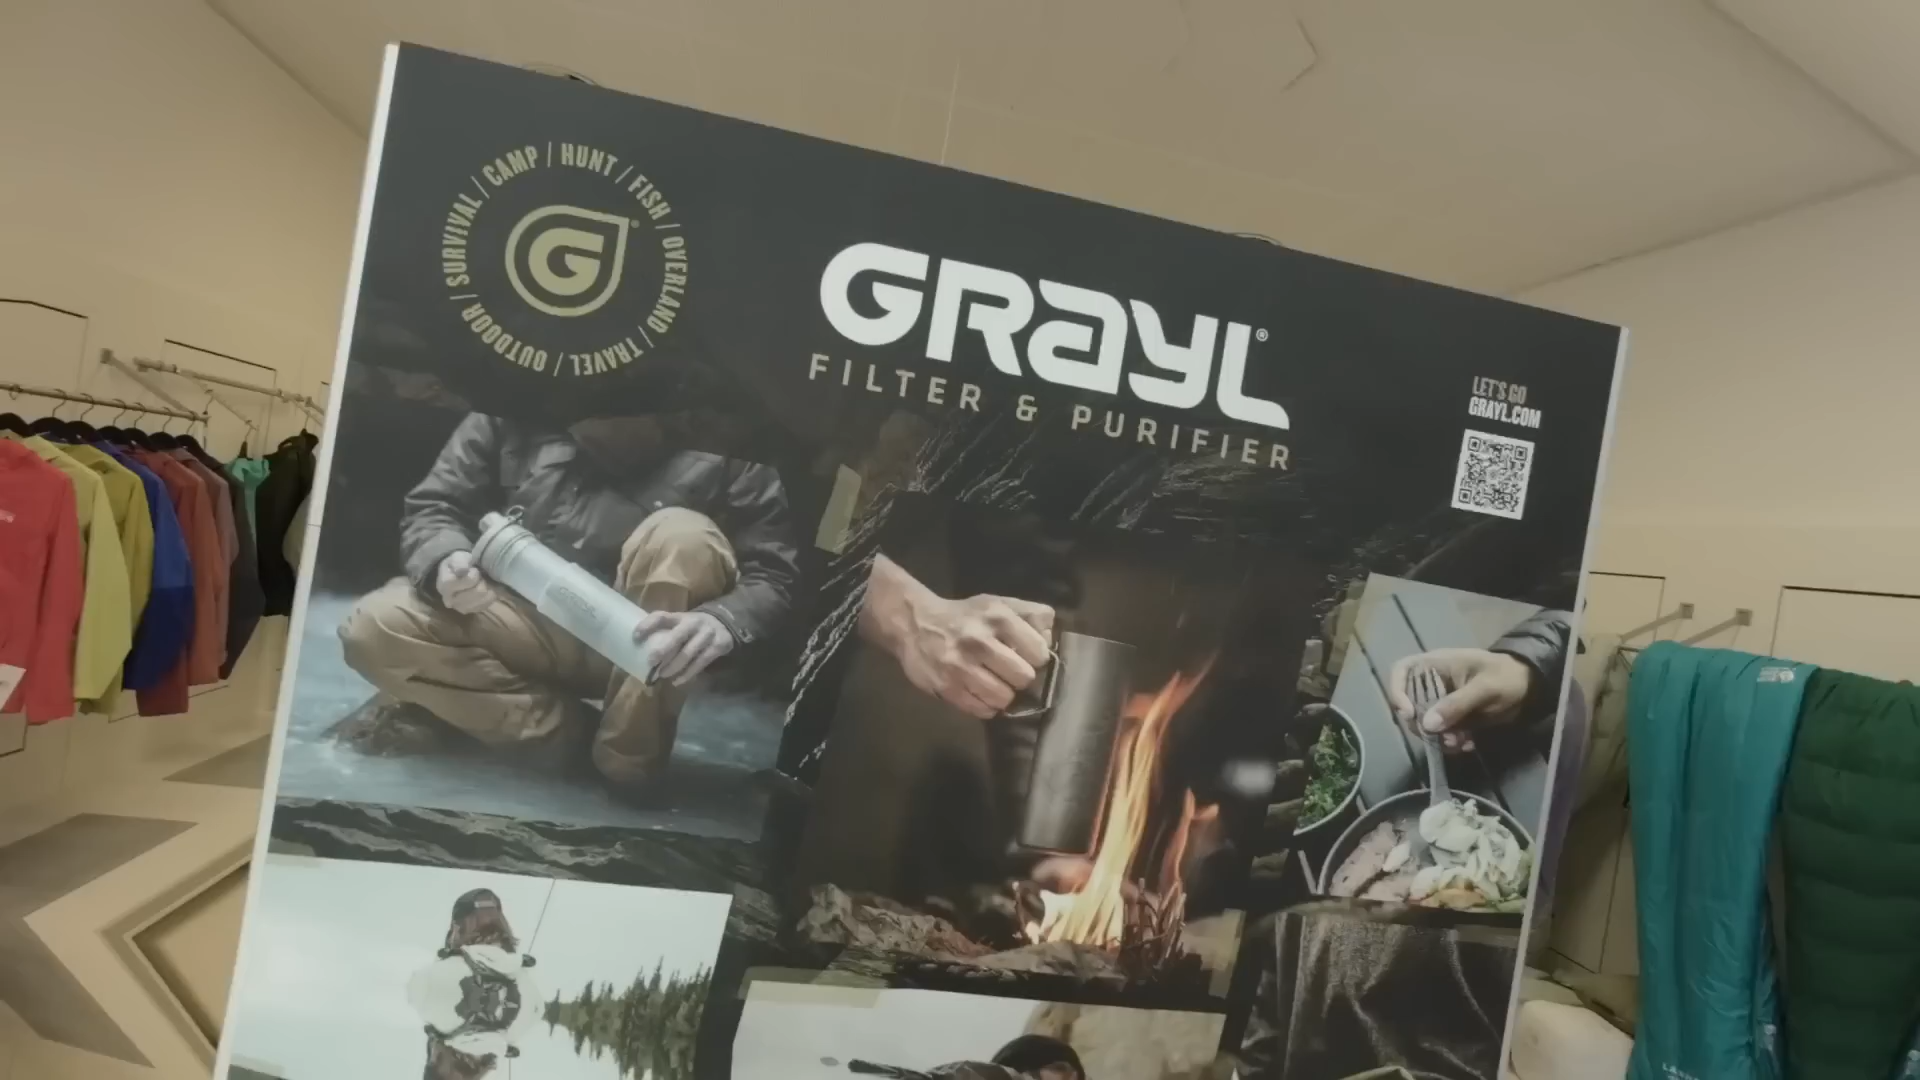 SURVIVAL / CAMP / HUNT / FISH / OVERLAND / TRAVEL / OUTDOOR /
G
GRAYL®
FILTER & PURIFIER
LET'S GO
GRAYL.COM